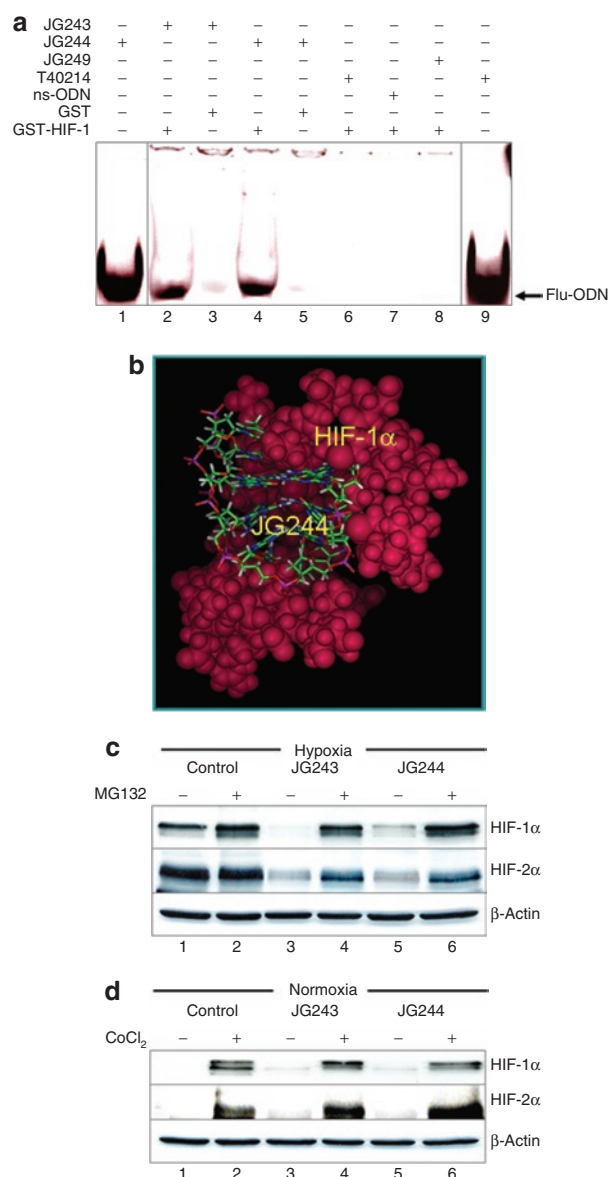 a
JG243 – + + – – – – – –
JG244 + – – + + – – – –
JG249 – – – – – – – + –
T40214 – – – – – + – – +
ns-ODN – – – – – – + – –
GST – – + – + – – – –
GST-HIF-1 – + – + – + + + –
Flu-ODN
1 2 3 4 5 6 7 8 9
b
HIF-1α
JG244
c
Hypoxia
Control JG243 JG244
MG132 – + – + – +
HIF-1α
HIF-2α
β-Actin
1 2 3 4 5 6
d
Normoxia
Control JG243 JG244
CoCl₂ – + – + – +
HIF-1α
HIF-2α
β-Actin
1 2 3 4 5 6